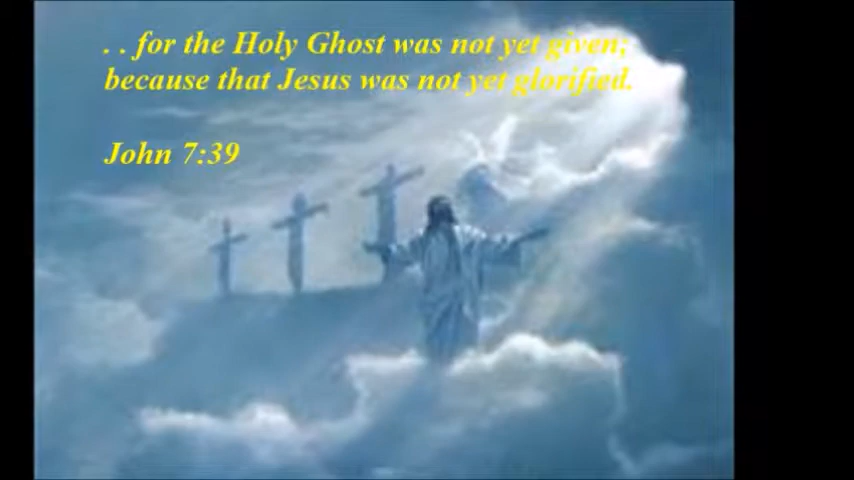 . . for the Holy Ghost was not yet given;
because that Jesus was not yet glorified.
John 7:39